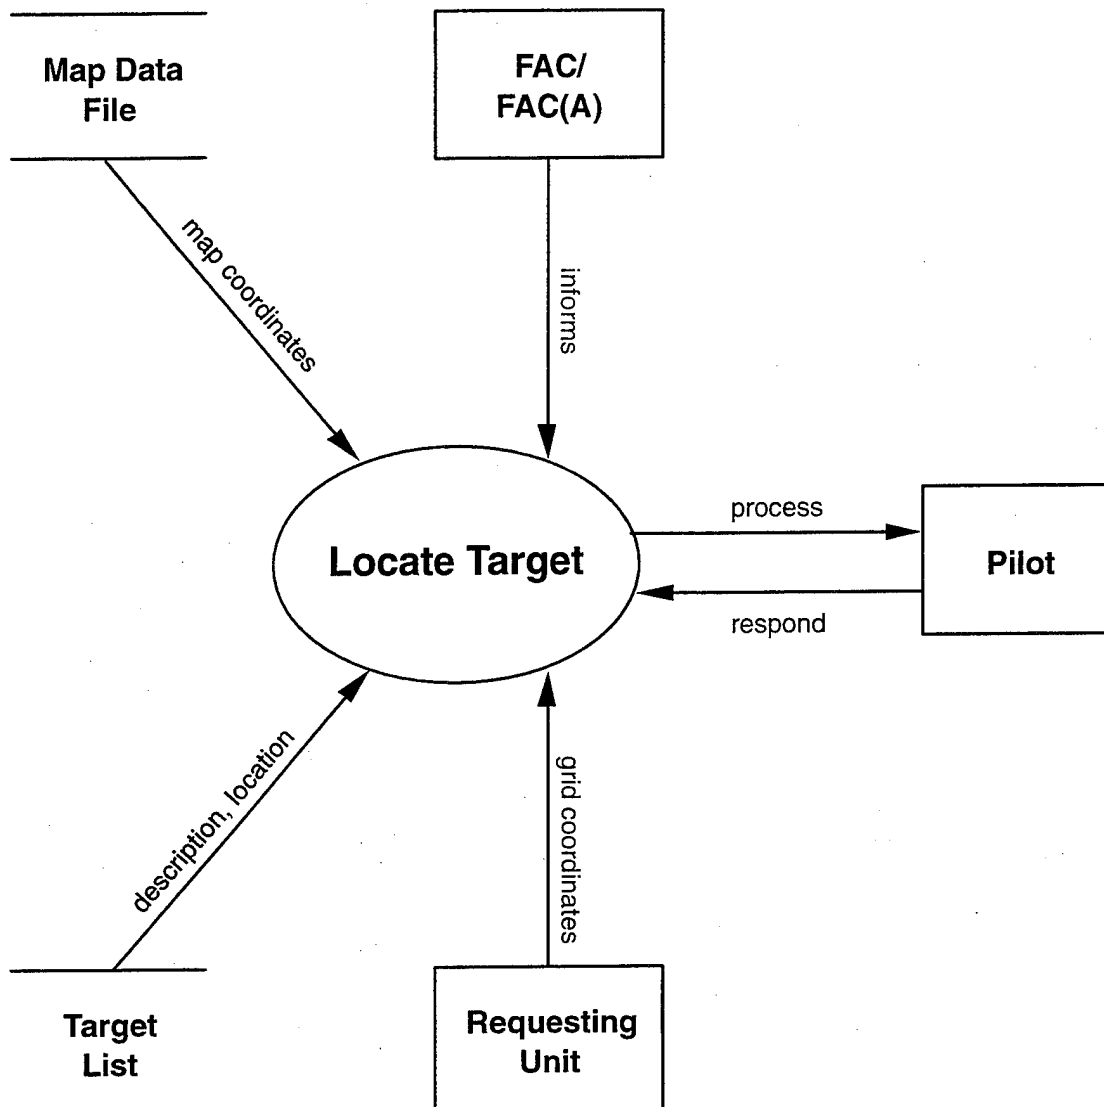 Map Data
File
FAC/
FAC(A)
map coordinates
informs
Locate Target
process
Pilot
respond
description, location
grid coordinates
Target
List
Requesting
Unit